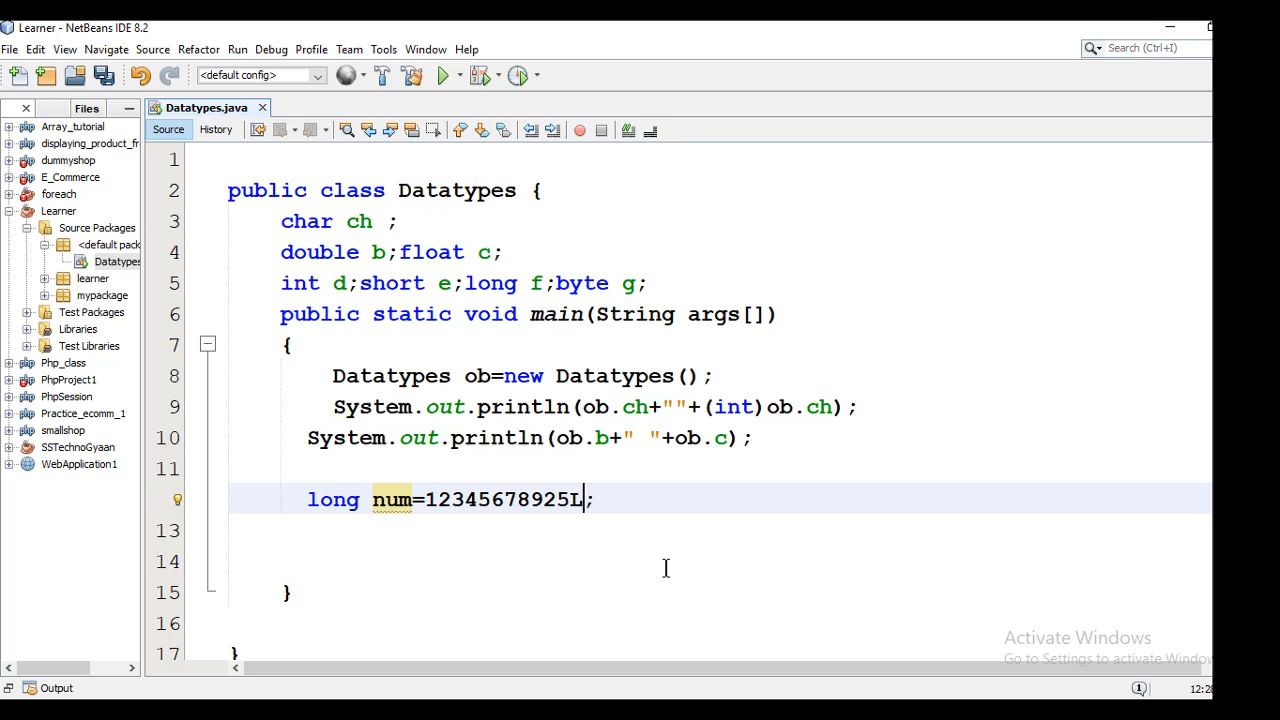 Learner - NetBeans IDE 8.2
File Edit View Navigate Source Refactor Run Debug Profile Team Tools Window Help
Search (Ctrl+I)
<default config>
Files
Datatypes.java
Source History
Array_tutorial
displaying_product_fr
dummyshop
E_Commerce
foreach
Learner
Source Packages
<default pack
Datatypes
learner
mypackage
Test Packages
Libraries
Test Libraries
Php_class
PhpProject1
PhpSession
Practice_ecomm_1
smallshop
SSTechnoGyaan
WebApplication1
1
2 public class Datatypes {
3 char ch ;
4 double b;float c;
5 int d;short e;long f;byte g;
6 public static void main(String args[])
7 {
8 Datatypes ob=new Datatypes();
9 System.out.println(ob.ch+""+(int)ob.ch);
10 System.out.println(ob.b+" "+ob.c);
11
long num=12345678925L;
13
14
15 }
16
17 }
Activate Windows
Go to Settings to activate Window
Output
1
12:28